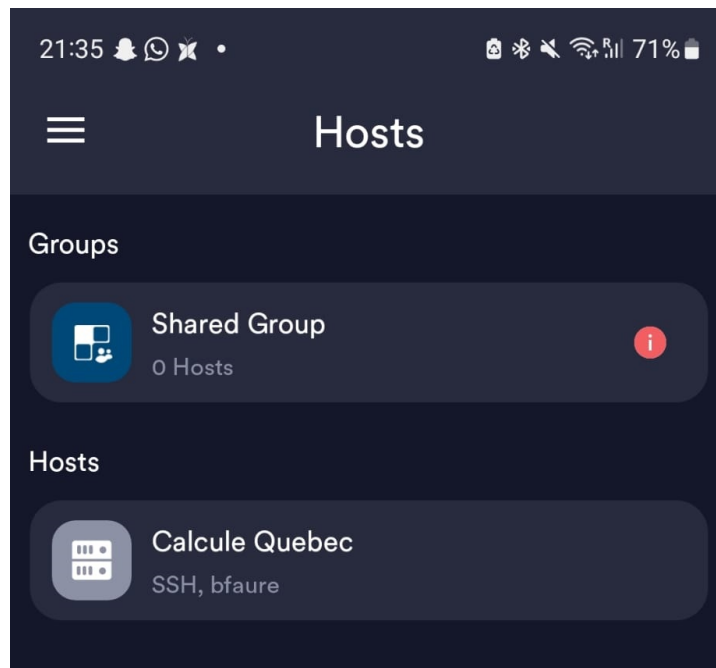 21:35
R 71%
Hosts
Groups
Shared Group
0 Hosts
i
Hosts
Calcule Quebec
SSH, bfaure